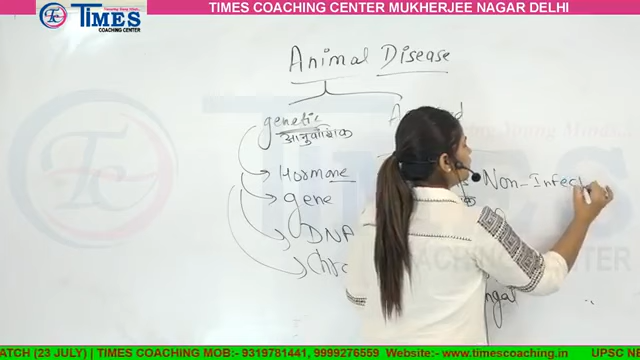 TIMES COACHING CENTER MUKHERJEE NAGAR DELHI
TiMES
COACHING CENTER
Animal Disease
genetic
आनुवांशिक
Hormone
gene
DNA
Non-Infect
ATCH (23 JULY) | TIMES COACHING MOB:- 9319781441, 9999276559 Website:- www.timescoaching.in UPSC NE